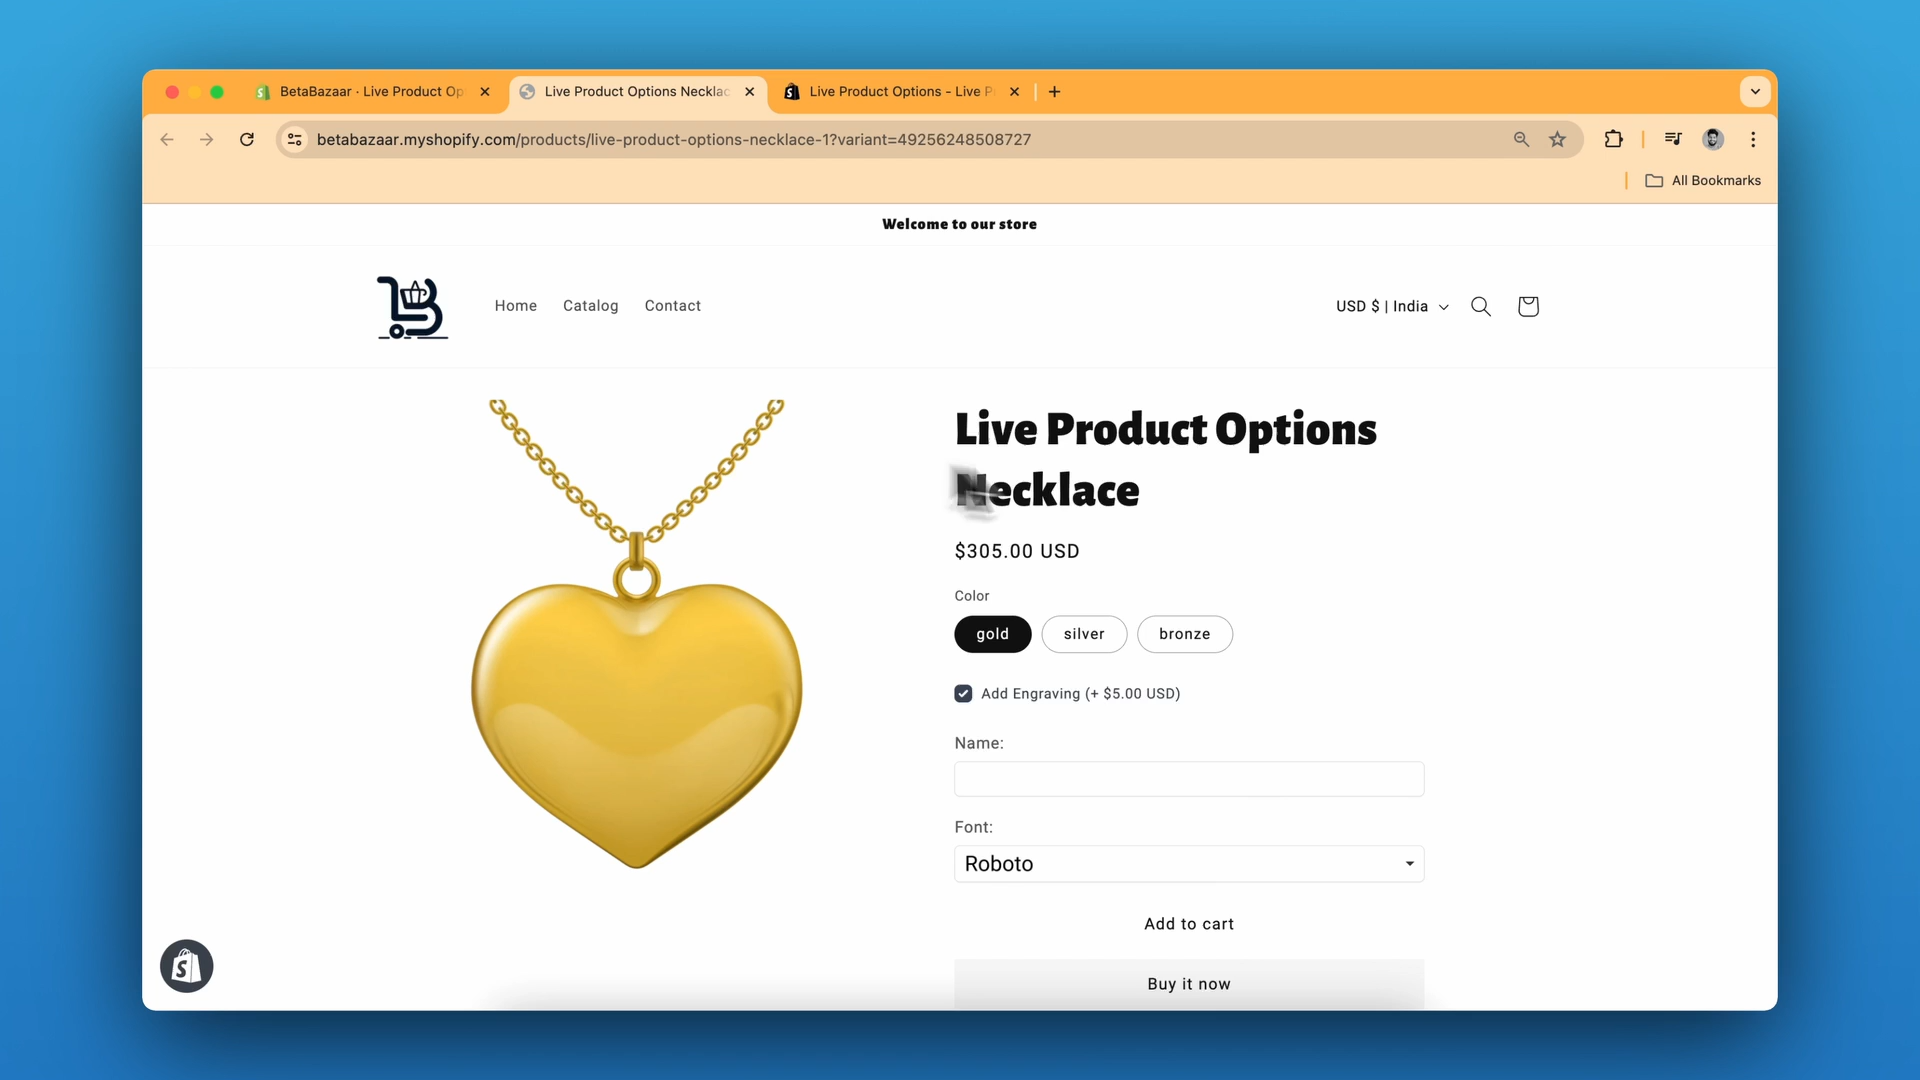 BetaBazaar · Live Product Op
Live Product Options Necklac
Live Product Options - Live P
betabazaar.myshopify.com/products/live-product-options-necklace-1?variant=49256248508727
All Bookmarks
Welcome to our store
Home
Catalog
Contact
USD $ | India
Live Product Options
Necklace
$305.00 USD
Color
gold
silver
bronze
Add Engraving (+ $5.00 USD)
Name:
Font:
Roboto
Add to cart
Buy it now